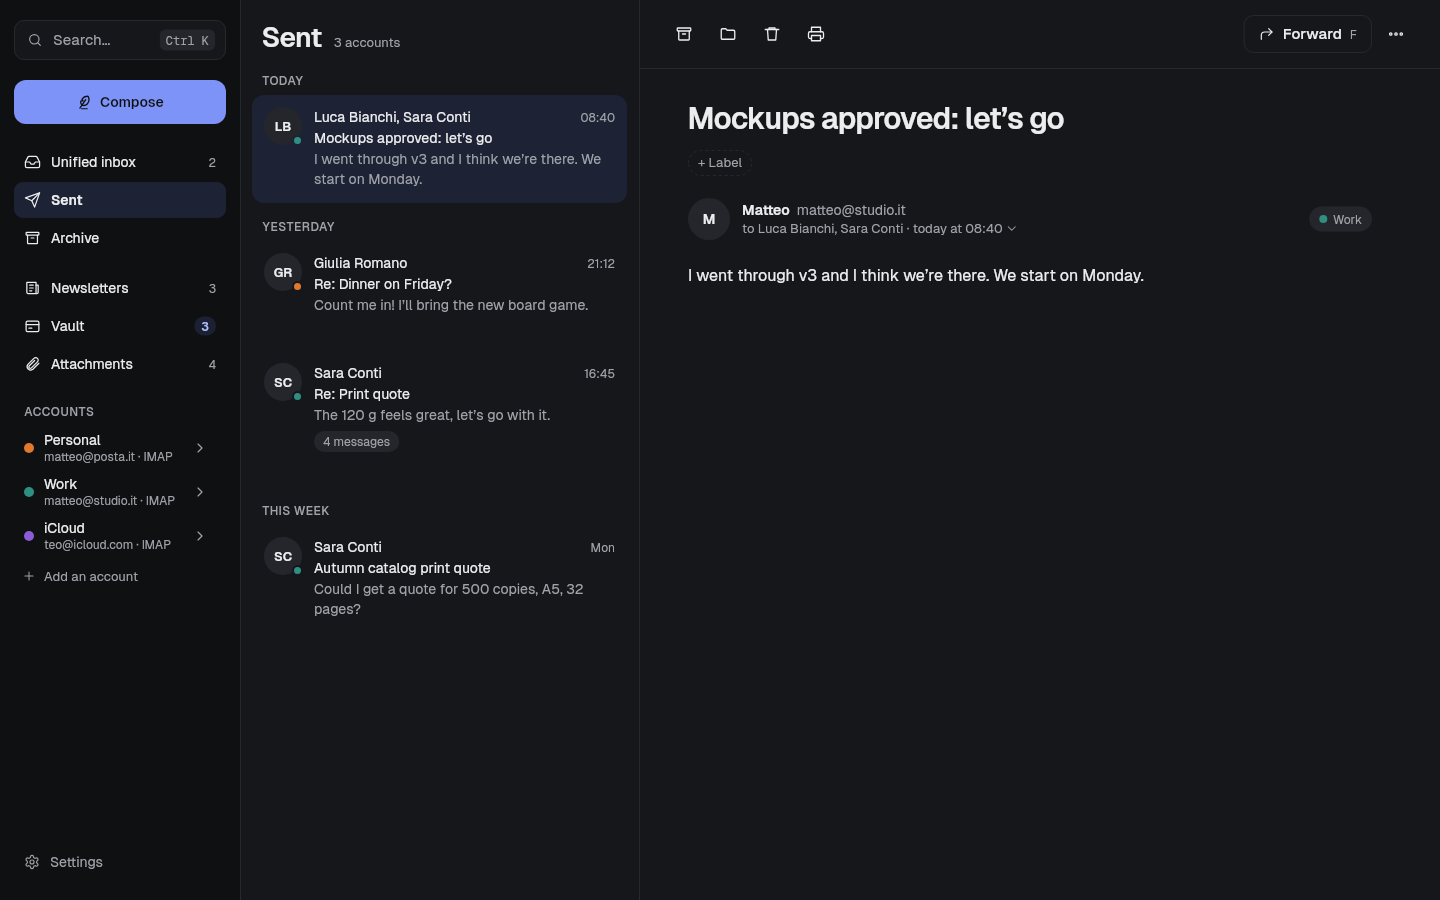 Search...
Ctrl K
Compose
Unified inbox
2
Sent
Archive
Newsletters
3
Vault
3
Attachments
4
ACCOUNTS
Personal
matteo@posta.it · IMAP
Work
matteo@studio.it · IMAP
iCloud
teo@icloud.com · IMAP
+ Add an account
Settings
Sent
3 accounts
TODAY
LB
Luca Bianchi, Sara Conti
08:40
Mockups approved: let’s go
I went through v3 and I think we’re there. We
start on Monday.
YESTERDAY
GR
Giulia Romano
21:12
Re: Dinner on Friday?
Count me in! I’ll bring the new board game.
SC
Sara Conti
16:45
Re: Print quote
The 120 g feels great, let’s go with it.
4 messages
THIS WEEK
SC
Sara Conti
Mon
Autumn catalog print quote
Could I get a quote for 500 copies, A5, 32
pages?
Forward F
Mockups approved: let’s go
+ Label
M
Matteo matteo@studio.it
to Luca Bianchi, Sara Conti · today at 08:40
Work
I went through v3 and I think we’re there. We start on Monday.